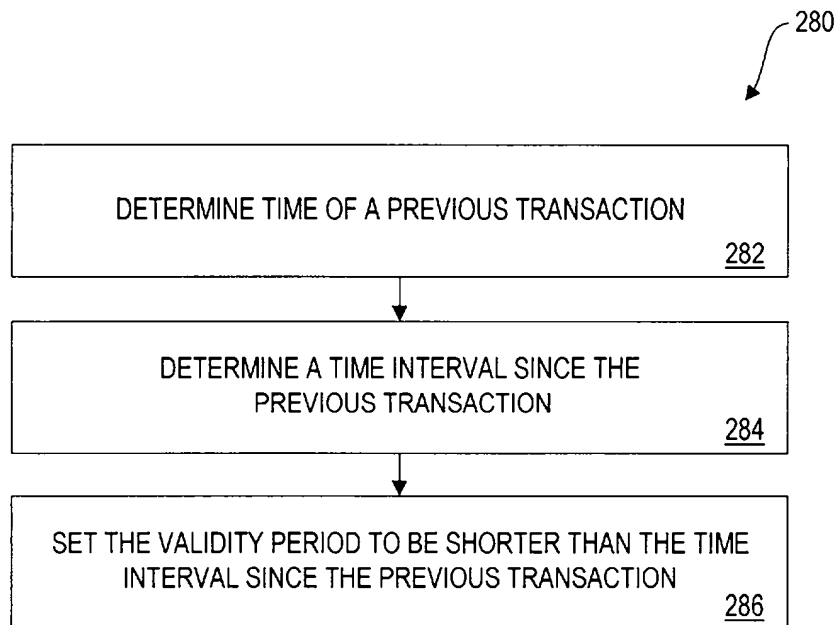 280
DETERMINE TIME OF A PREVIOUS TRANSACTION
282
DETERMINE A TIME INTERVAL SINCE THE
PREVIOUS TRANSACTION
284
SET THE VALIDITY PERIOD TO BE SHORTER THAN THE TIME
INTERVAL SINCE THE PREVIOUS TRANSACTION
286